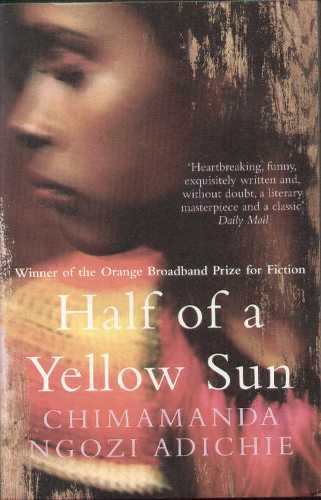 'Heartbreaking, funny,
exquisitely written and,
without doubt, a literary
masterpiece and a classic'
Daily Mail
Winner of the Orange Broadband Prize for Fiction
Half of a
Yellow Sun
CHIMAMANDA
NGOZI ADICHIE